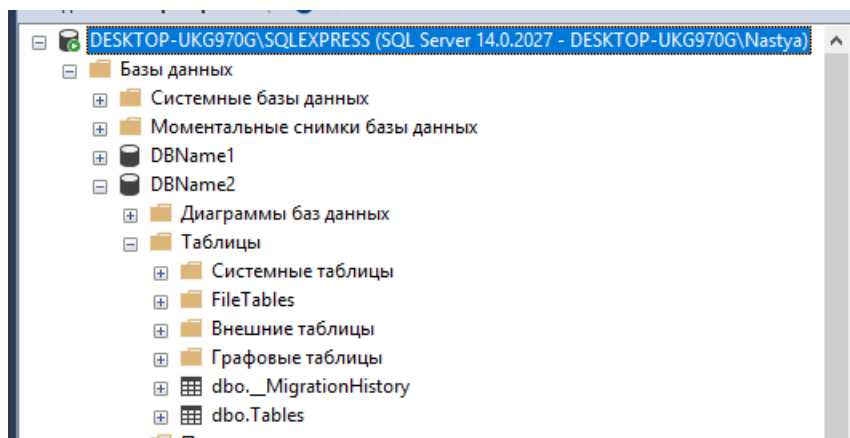 DESKTOP-UKG970G\SQLEXPRESS (SQL Server 14.0.2027 - DESKTOP-UKG970G\Nastya)
Базы данных
Системные базы данных
Моментальные снимки базы данных
DBName1
DBName2
Диаграммы баз данных
Таблицы
Системные таблицы
FileTables
Внешние таблицы
Графовые таблицы
dbo.__MigrationHistory
dbo.Tables